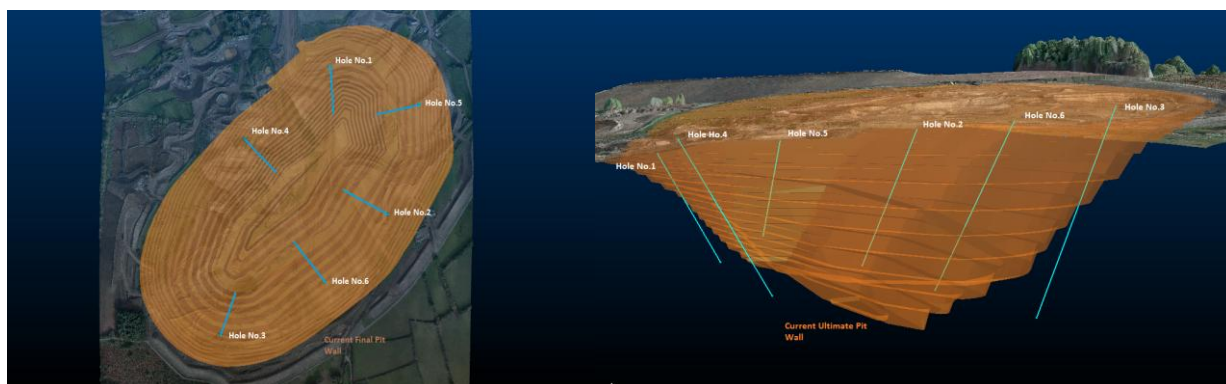 Hole No.1
Hole No.5
Hole No.4
Hole No.2
Hole No.6
Hole No.3
Current Final Pit
Wall
Hole No.3
Hole No.6
Hole No.2
Hole Ho.4
Hole No.5
Hole No.1
Current Ultimate Pit
Wall